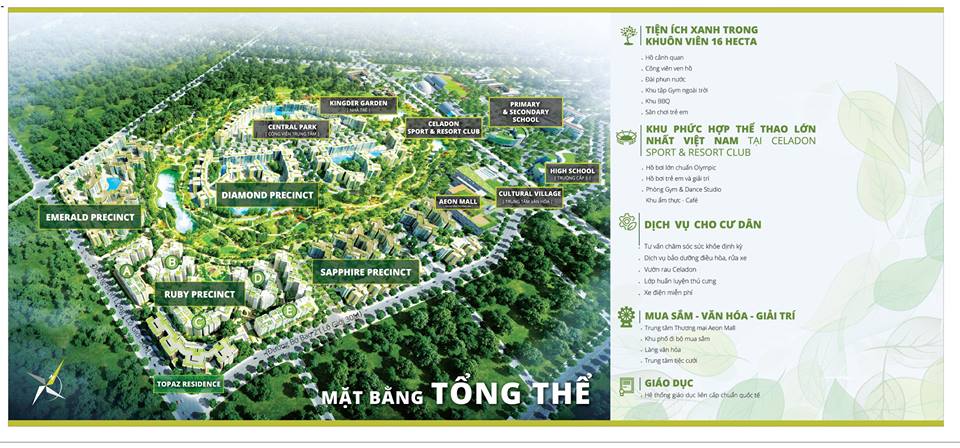 KINGDER GARDEN
[ NHÀ TRẺ ]
CENTRAL PARK
[ CÔNG VIÊN TRUNG TÂM ]
CELADON
SPORT & RESORT CLUB
PRIMARY
& SECONDARY
SCHOOL
HIGH SCHOOL
[ TRƯỜNG CẤP 3 ]
CULTURAL VILLAGE
[ TRUNG TÂM VĂN HÓA ]
AEON MALL
DIAMOND PRECINCT
EMERALD PRECINCT
SAPPHIRE PRECINCT
RUBY PRECINCT
A
B
C
D
E
TOPAZ RESIDENCE
MẶT BẰNG TỔNG THỂ
TIỆN ÍCH XANH TRONG
KHUÔN VIÊN 16 HECTA
. Hồ cảnh quan
. Công viên ven hồ
. Đài phun nước
. Khu tập Gym ngoài trời
. Khu BBQ
. Sân chơi trẻ em
KHU PHỨC HỢP THỂ THAO LỚN
NHẤT VIỆT NAM TẠI CELADON
SPORT & RESORT CLUB
. Hồ bơi lớn chuẩn Olympic
. Hồ bơi trẻ em và giải trí
. Phòng Gym & Dance Studio
Khu ẩm thực - Café
DỊCH VỤ CHO CƯ DÂN
. Tư vấn chăm sóc sức khỏe định kỳ
. Dịch vụ bảo dưỡng điều hòa, rửa xe
. Vườn rau Celadon
. Lớp huấn luyện thú cưng
. Xe điện miễn phí
MUA SẮM - VĂN HÓA - GIẢI TRÍ
. Trung tâm Thương mại Aeon Mall
. Khu phố đi bộ mua sắm
. Làng văn hóa
. Trung tâm tiệc cưới
GIÁO DỤC
. Hệ thống giáo dục liên cấp chuẩn quốc tế